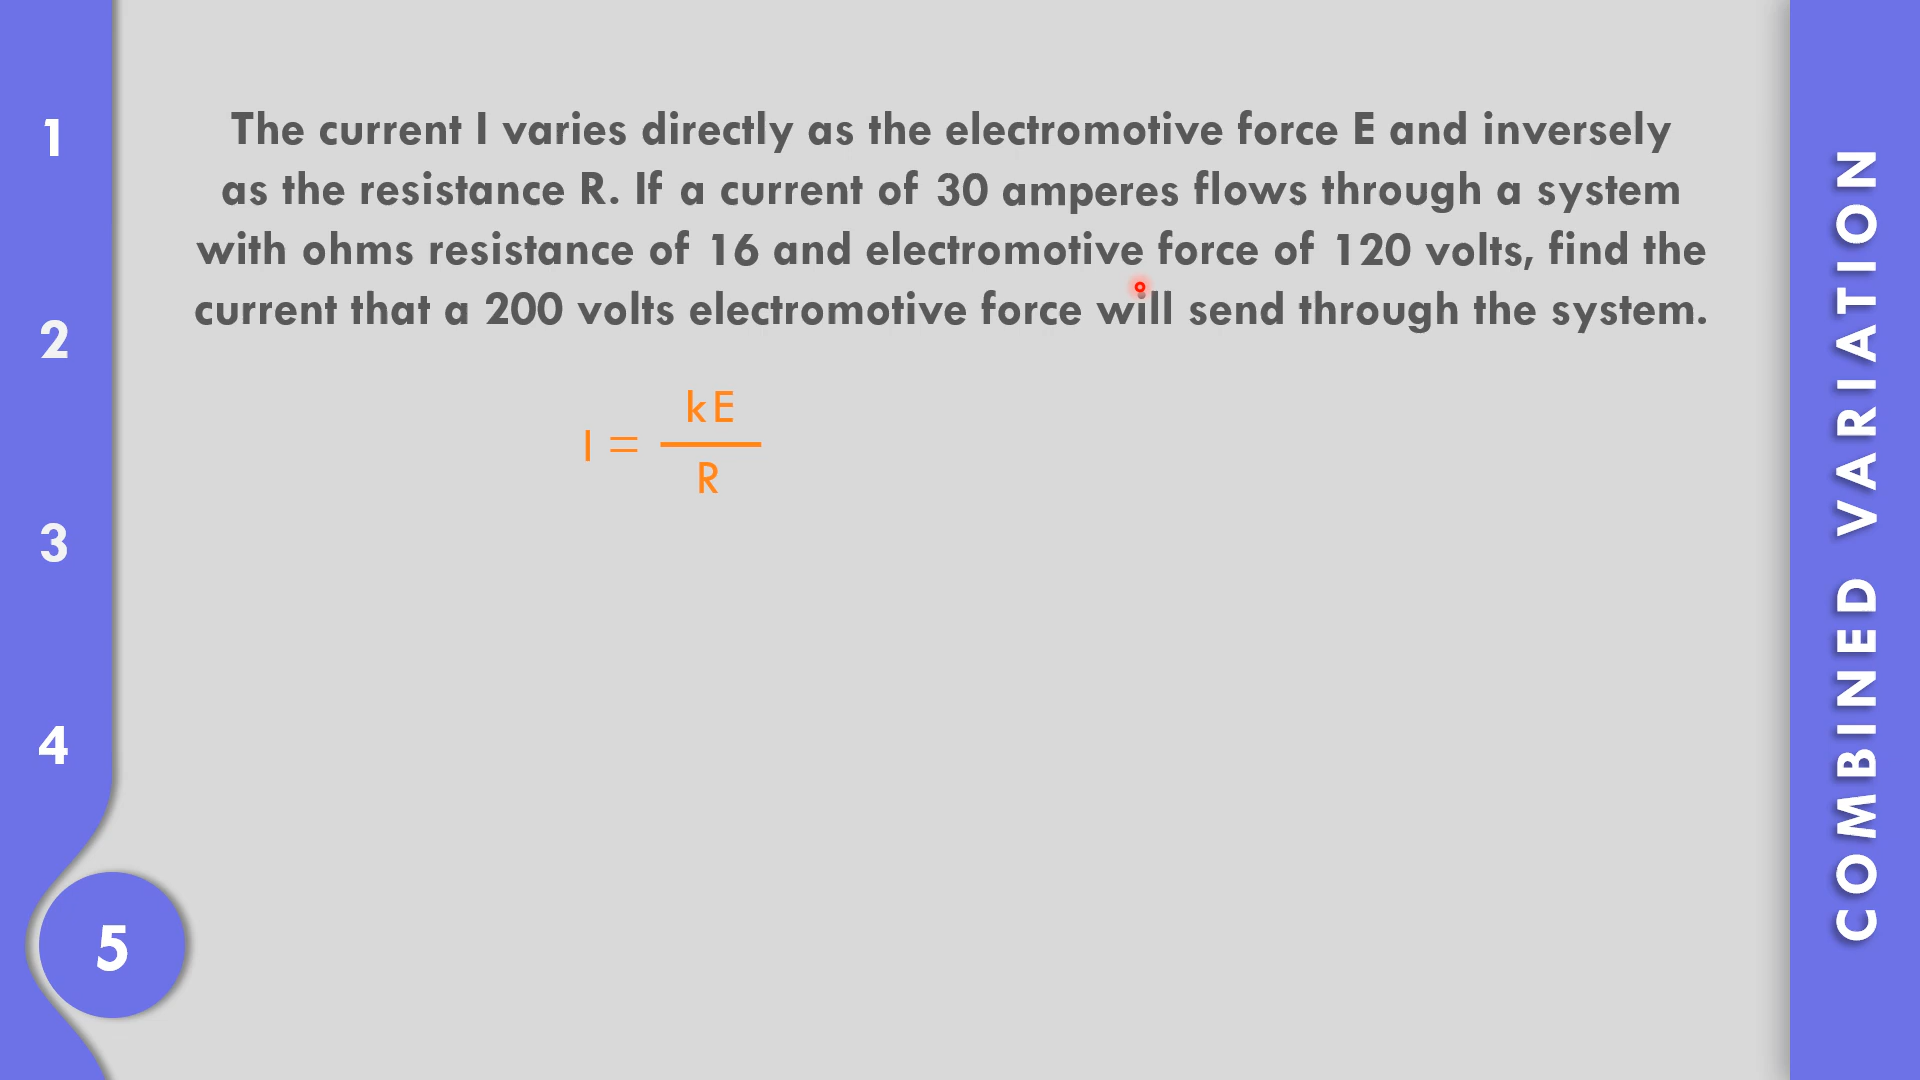 1
2
3
4
5
The current I varies directly as the electromotive force E and inversely
as the resistance R. If a current of 30 amperes flows through a system
with ohms resistance of 16 and electromotive force of 120 volts, find the
current that a 200 volts electromotive force will send through the system.
I = kE
R
COMBINED VARIATION